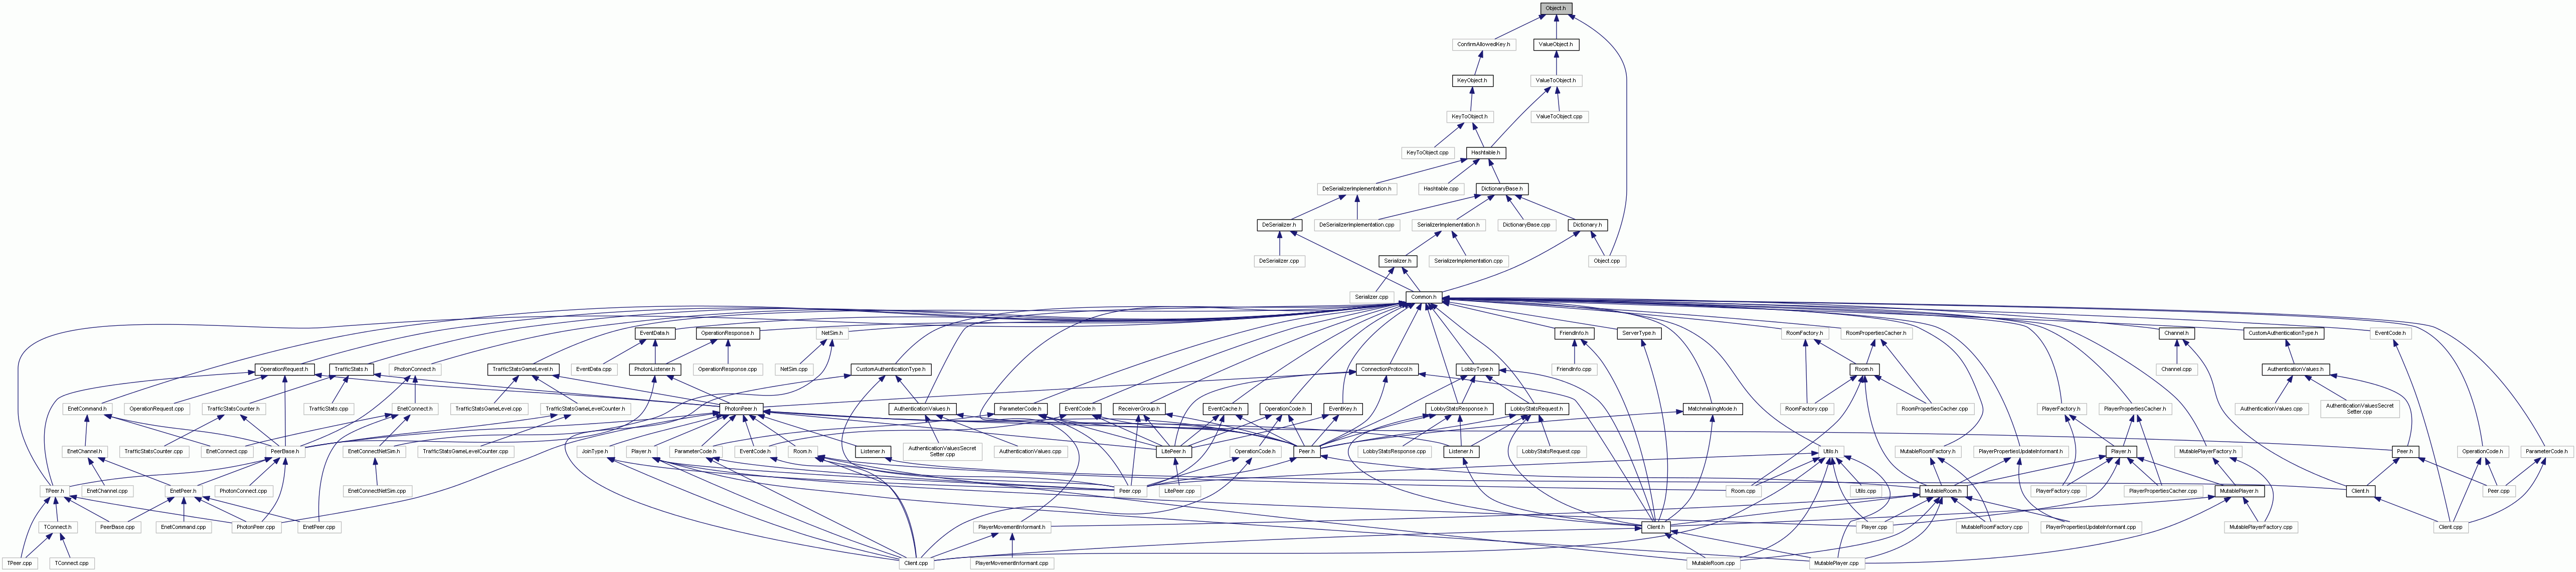 Object.h
ConfirmAllowedKey.h
ValueObject.h
KeyObject.h
ValueToObject.h
KeyToObject.h
ValueToObject.cpp
KeyToObject.cpp
Hashtable.h
DeSerializerImplementation.h
Hashtable.cpp
DictionaryBase.h
DeSerializer.h
DeSerializerImplementation.cpp
SerializerImplementation.h
DictionaryBase.cpp
Dictionary.h
DeSerializer.cpp
Serializer.h
SerializerImplementation.cpp
Object.cpp
Serializer.cpp
Common.h
EventData.h
OperationResponse.h
NetSim.h
FriendInfo.h
ServerType.h
RoomFactory.h
RoomPropertiesCacher.h
Channel.h
CustomAuthenticationType.h
EventCode.h
OperationRequest.h
TrafficStats.h
PhotonConnect.h
TrafficStatsGameLevel.h
EventData.cpp
PhotonListener.h
OperationResponse.cpp
NetSim.cpp
CustomAuthenticationType.h
ConnectionProtocol.h
LobbyType.h
FriendInfo.cpp
Room.h
Channel.cpp
AuthenticationValues.h
EnetCommand.h
OperationRequest.cpp
TrafficStatsCounter.h
TrafficStats.cpp
EnetConnect.h
TrafficStatsGameLevel.cpp
TrafficStatsGameLevelCounter.h
PhotonPeer.h
AuthenticationValues.h
ParameterCode.h
EventCode.h
ReceiverGroup.h
EventCache.h
OperationCode.h
EventKey.h
LobbyStatsResponse.h
LobbyStatsRequest.h
MatchmakingMode.h
RoomFactory.cpp
RoomPropertiesCacher.cpp
PlayerFactory.h
PlayerPropertiesCacher.h
AuthenticationValues.cpp
AuthenticationValuesSecret
Setter.cpp
EnetChannel.h
TrafficStatsCounter.cpp
EnetConnect.cpp
PeerBase.h
EnetConnectNetSim.h
TrafficStatsGameLevelCounter.cpp
JoinType.h
Player.h
ParameterCode.h
EventCode.h
Room.h
Listener.h
AuthenticationValuesSecret
Setter.cpp
AuthenticationValues.cpp
LitePeer.h
OperationCode.h
Peer.h
LobbyStatsResponse.cpp
Listener.h
LobbyStatsRequest.cpp
Utils.h
MutableRoomFactory.h
PlayerPropertiesUpdateInformant.h
Player.h
MutablePlayerFactory.h
Peer.h
OperationCode.h
ParameterCode.h
TPeer.h
EnetChannel.cpp
EnetPeer.h
PhotonConnect.cpp
EnetConnectNetSim.cpp
Peer.cpp
LitePeer.cpp
Room.cpp
Utils.cpp
MutableRoom.h
PlayerFactory.cpp
PlayerPropertiesCacher.cpp
MutablePlayer.h
Client.h
Peer.cpp
TConnect.h
PeerBase.cpp
EnetCommand.cpp
PhotonPeer.cpp
EnetPeer.cpp
PlayerMovementInformant.h
Client.h
Player.cpp
MutableRoomFactory.cpp
PlayerPropertiesUpdateInformant.cpp
MutablePlayerFactory.cpp
Client.cpp
TPeer.cpp
TConnect.cpp
Client.cpp
PlayerMovementInformant.cpp
MutableRoom.cpp
MutablePlayer.cpp